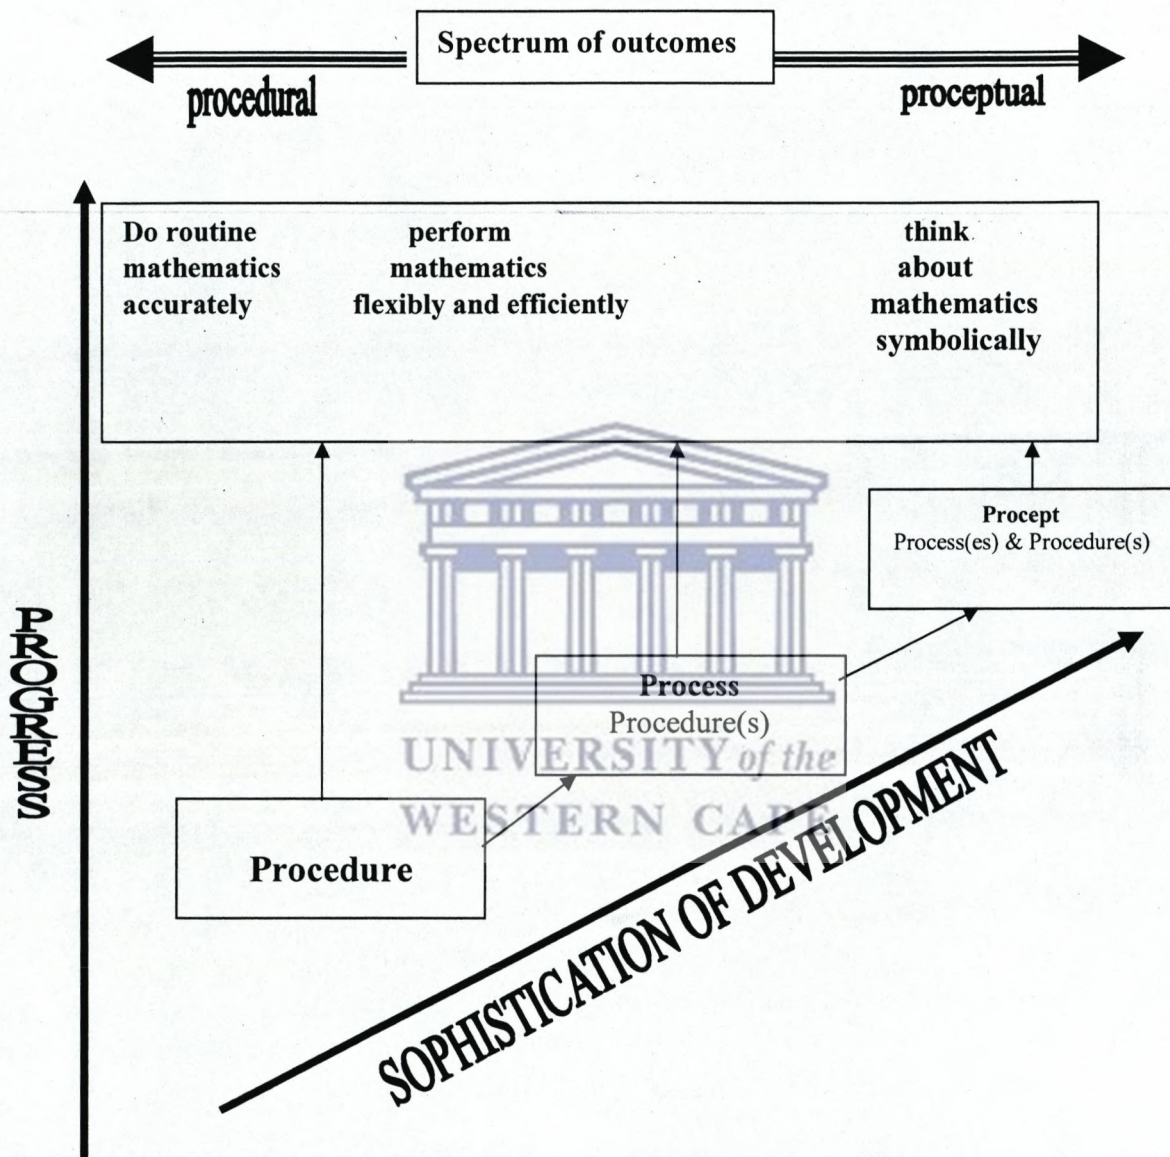 Spectrum of outcomes
procedural
proceptual
Do routine
mathematics
accurately
perform
mathematics
flexibly and efficiently
think
about
mathematics
symbolically
Procept
Process(es) & Procedure(s)
PROGRESS
Process
Procedure(s)
UNIVERSITY of the
WESTERN CAPE
Procedure
SOPHISTICATION OF DEVELOPMENT